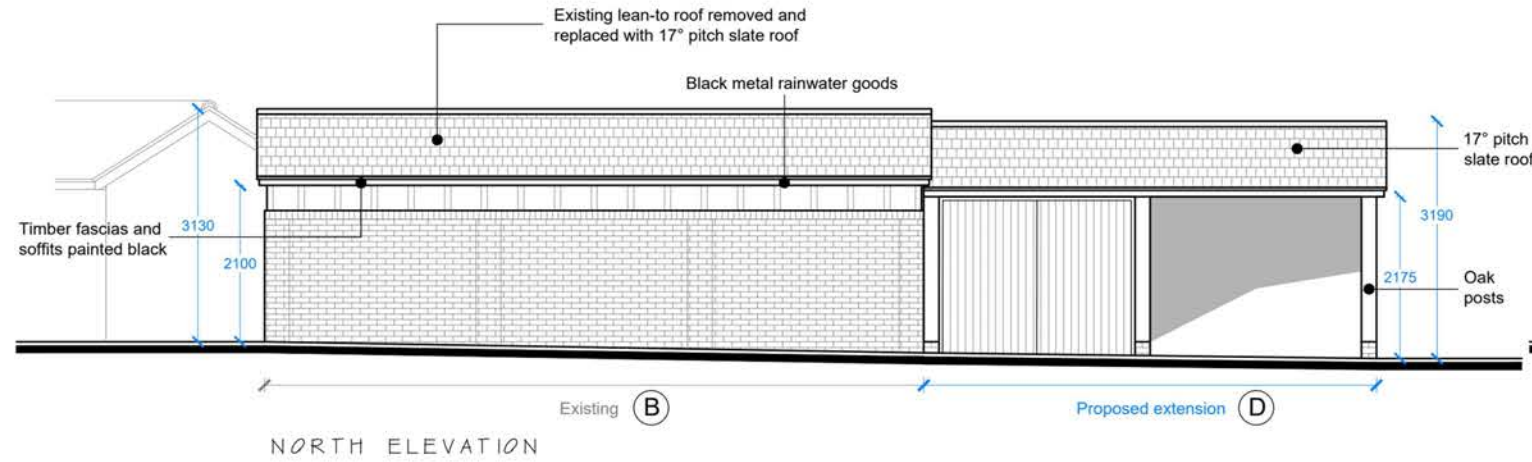 Existing lean-to roof removed and
replaced with 17° pitch slate roof
Black metal rainwater goods
17° pitch
slate roof
Timber fascias and
soffits painted black
3130
2100
3190
2175
Oak
posts
Existing B
Proposed extension D
NORTH ELEVATION